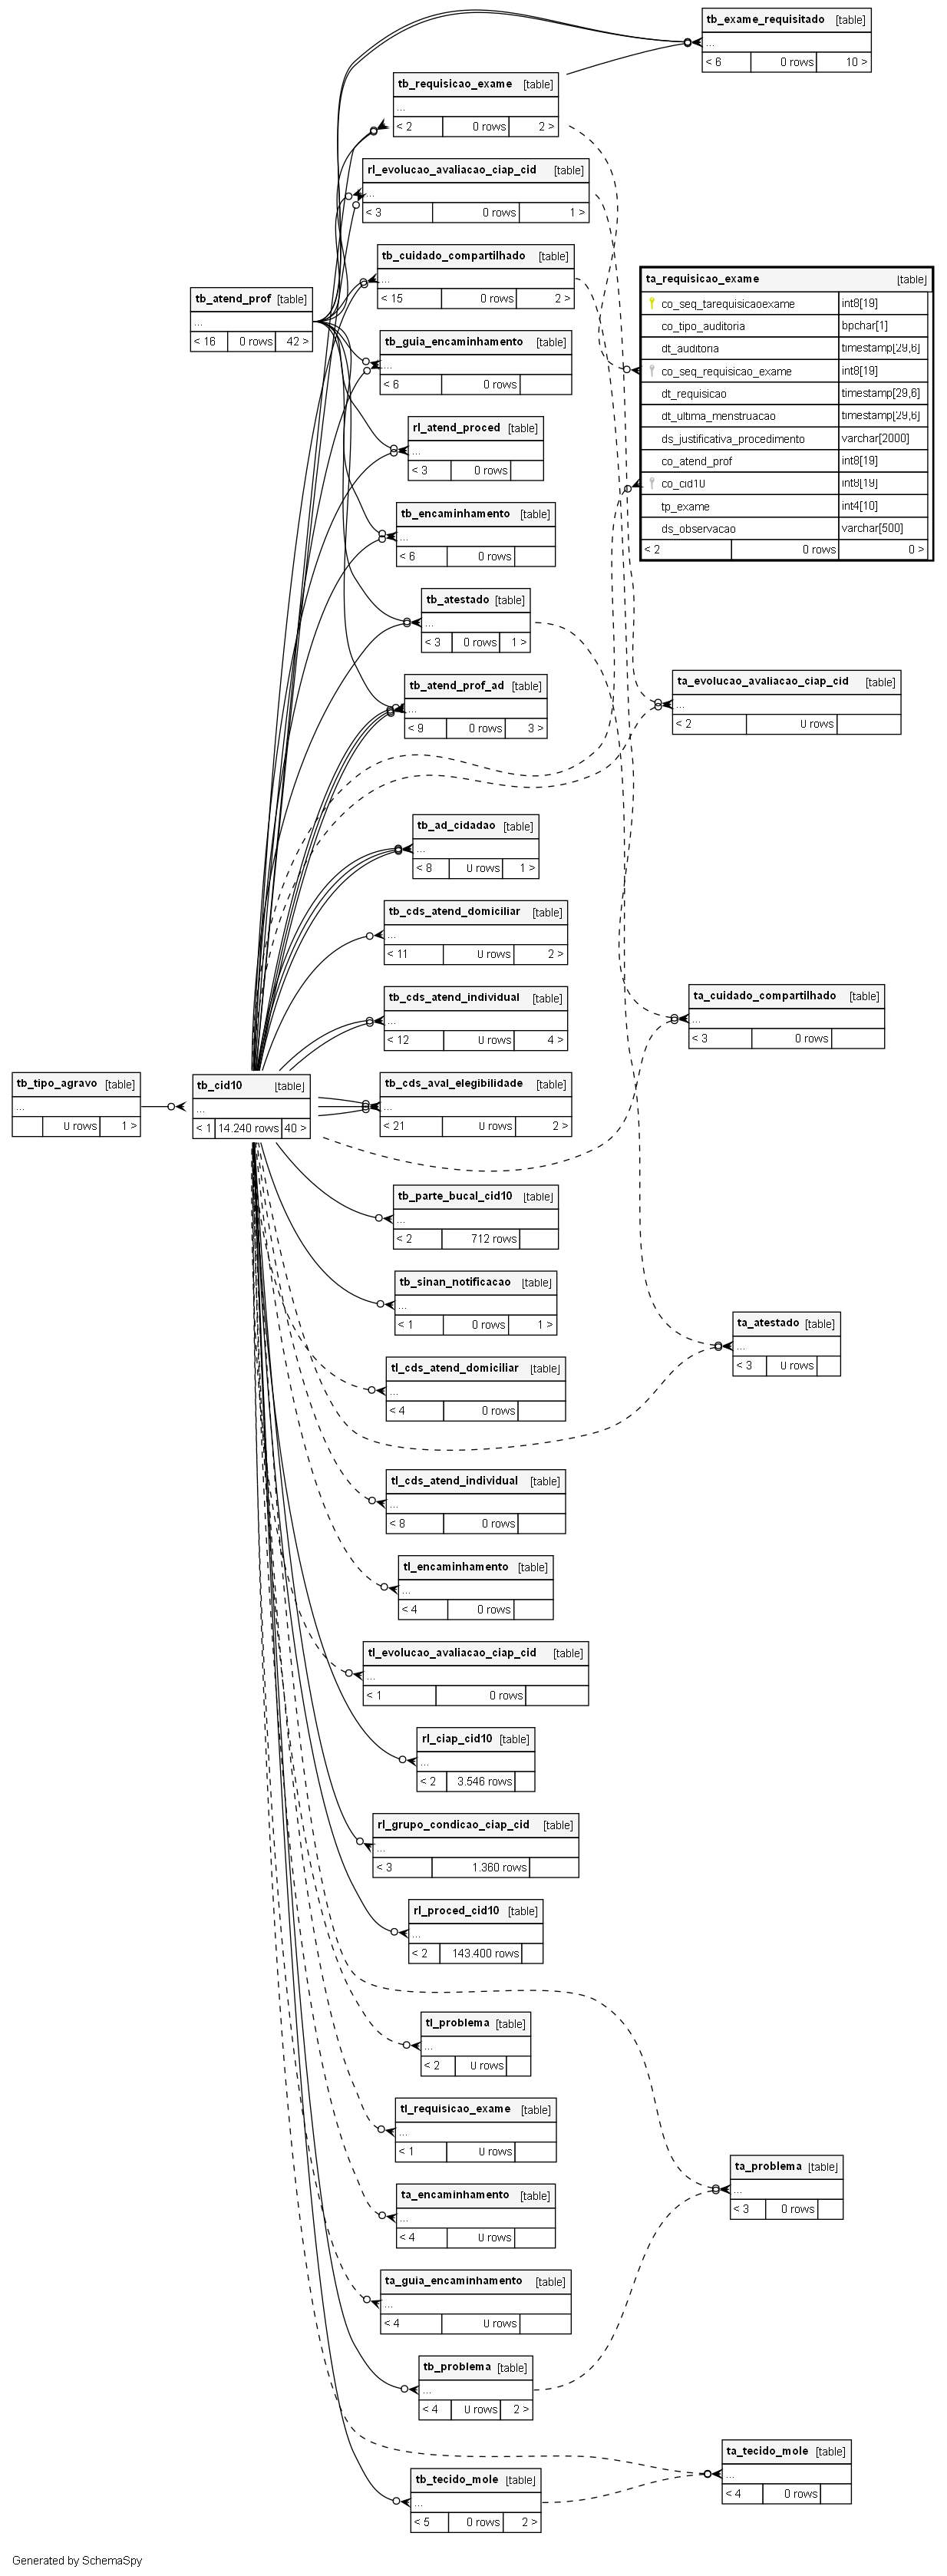 tb_exame_requisitado [table]
...
< 6 0 rows 10 >
tb_requisicao_exame [table]
...
< 2 0 rows 2 >
rl_evolucao_avaliacao_ciap_cid [table]
...
< 3 0 rows 1 >
tb_cuidado_compartilhado [table]
...
< 15 0 rows 2 >
ta_requisicao_exame [table]
co_seq_tarequisicaoexame int8[19]
co_tipo_auditoria bpchar[1]
dt_auditoria timestamp[29,6]
co_seq_requisicao_exame int8[19]
dt_requisicao timestamp[29,6]
dt_ultima_menstruacao timestamp[29,6]
ds_justificativa_procedimento varchar[2000]
co_atend_prof int8[19]
co_cid10 int8[19]
tp_exame int4[10]
ds_observacao varchar[500]
< 2 0 rows 0 >
tb_atend_prof [table]
...
< 16 0 rows 42 >
tb_guia_encaminhamento [table]
...
< 6 0 rows
rl_atend_proced [table]
...
< 3 0 rows
tb_encaminhamento [table]
...
< 6 0 rows
tb_atestado [table]
...
< 3 0 rows 1 >
tb_atend_prof_ad [table]
...
< 9 0 rows 3 >
ta_evolucao_avaliacao_ciap_cid [table]
...
< 2 0 rows
tb_ad_cidadao [table]
...
< 8 0 rows 1 >
tb_cds_atend_domiciliar [table]
...
< 11 0 rows 2 >
tb_cds_atend_individual [table]
...
< 12 0 rows 4 >
ta_cuidado_compartilhado [table]
...
< 3 0 rows
tb_tipo_agravo [table]
...
0 rows 1 >
tb_cid10 [table]
...
< 1 14.240 rows 40 >
tb_cds_aval_elegibilidade [table]
...
< 21 0 rows 2 >
tb_parte_bucal_cid10 [table]
...
< 2 712 rows
tb_sinan_notificacao [table]
...
< 1 0 rows 1 >
ta_atestado [table]
...
< 3 0 rows
tl_cds_atend_domiciliar [table]
...
< 4 0 rows
tl_cds_atend_individual [table]
...
< 8 0 rows
tl_encaminhamento [table]
...
< 4 0 rows
tl_evolucao_avaliacao_ciap_cid [table]
...
< 1 0 rows
rl_ciap_cid10 [table]
...
< 2 3.546 rows
rl_grupo_condicao_ciap_cid [table]
...
< 3 1.360 rows
rl_proced_cid10 [table]
...
< 2 143.400 rows
tl_problema [table]
...
< 2 0 rows
tl_requisicao_exame [table]
...
< 1 0 rows
ta_problema [table]
...
< 3 0 rows
ta_encaminhamento [table]
...
< 4 0 rows
ta_guia_encaminhamento [table]
...
< 4 0 rows
tb_problema [table]
...
< 4 0 rows 2 >
ta_tecido_mole [table]
...
< 4 0 rows
tb_tecido_mole [table]
...
< 5 0 rows 2 >
Generated by SchemaSpy